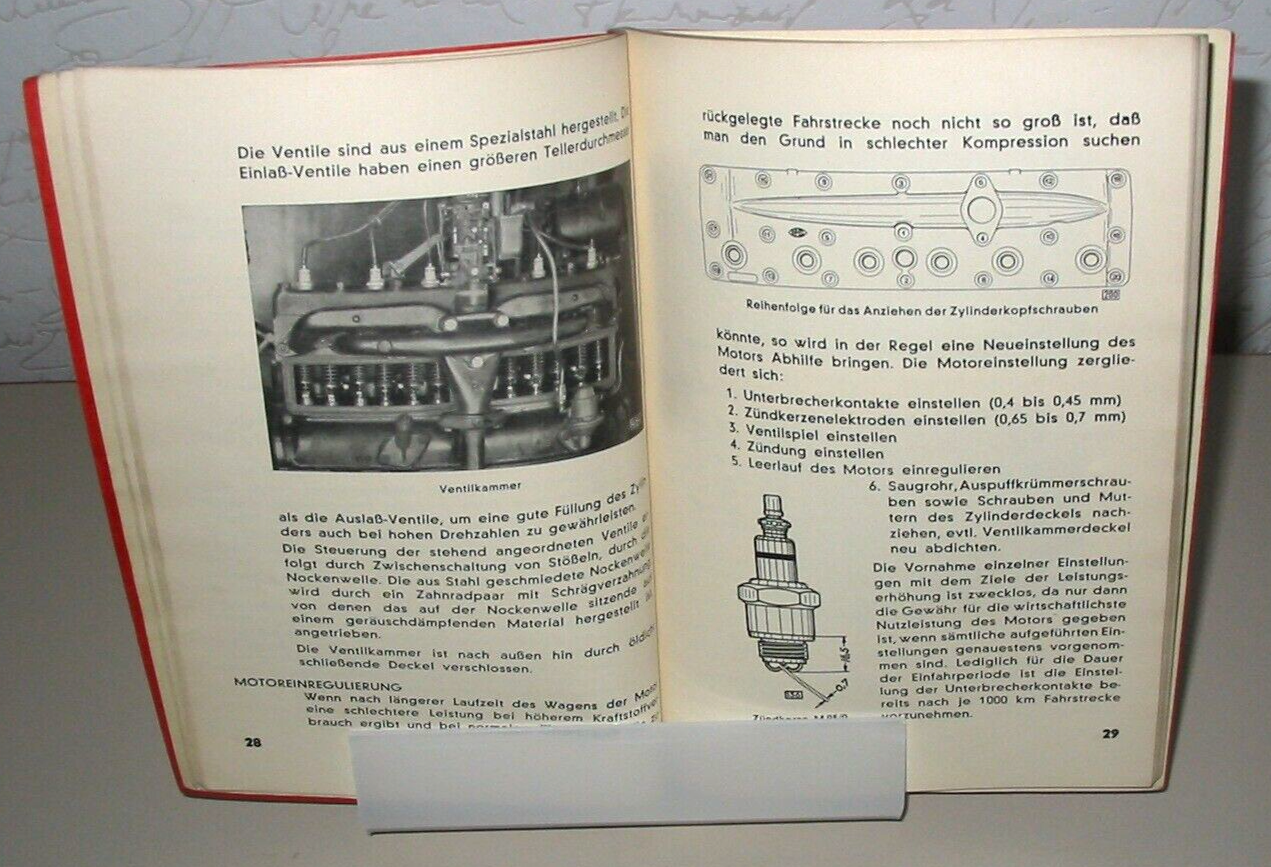 Die Ventile sind aus einem Spezialstahl hergestellt. Die
Einlaß-Ventile haben einen größeren Tellerdurchmesser
Ventilkammer
als die Auslaß-Ventile, um eine gute Füllung des Zylin-
ders auch bei hohen Drehzahlen zu gewährleisten.
Die Steuerung der stehend angeordneten Ventile er-
folgt durch Zwischenschaltung von Stößeln, durch die
Nockenwelle. Die aus Stahl geschmiedete Nockenwelle
wird durch ein Zahnradpaar mit Schrägverzahnung,
von denen das auf der Nockenwelle sitzende aus
einem geräuschdämpfenden Material hergestellt ist,
angetrieben.
Die Ventilkammer ist nach außen hin durch öldicht
schließende Deckel verschlossen.
MOTOREINREGULIERUNG
Wenn nach längerer Laufzeit des Wagens der Motor
eine schlechtere Leistung bei höherem Kraftstoffver
brauch ergibt und bei
28
rückgelegte Fahrstrecke noch nicht so groß ist, daß
man den Grund in schlechter Kompression suchen
200
Reihenfolge für das Anziehen der Zylinderkopfschrauben
könnte, so wird in der Regel eine Neueinstellung des
Motors Abhilfe bringen. Die Motoreinstellung zerglie-
dert sich:
1. Unterbrecherkontakte einstellen (0,4 bis 0,45 mm)
2. Zündkerzenelektroden einstellen (0,65 bis 0,7 mm)
3. Ventilspiel einstellen
4. Zündung einstellen
5. Leerlauf des Motors einregulieren
6. Saugrohr, Auspuffkrümmerschrau-
ben sowie Schrauben und Mut-
tern des Zylinderdeckels nach-
ziehen, evtl. Ventilkammerdeckel
neu abdichten.
Die Vornahme einzelner Einstellun-
gen mit dem Ziele der Leistungs-
erhöhung ist zwecklos, da nur dann
die Gewähr für die wirtschaftlichste
Nutzleistung des Motors gegeben
ist, wenn sämtliche aufgeführten Ein-
stellungen genauestens vorgenom-
men sind. Lediglich für die Dauer
der Einfahrperiode ist die Einstel-
lung der Unterbrecherkontakte be-
reits nach je 1000 km Fahrstrecke
vorzunehmen.
0,7
Zündkerze
29